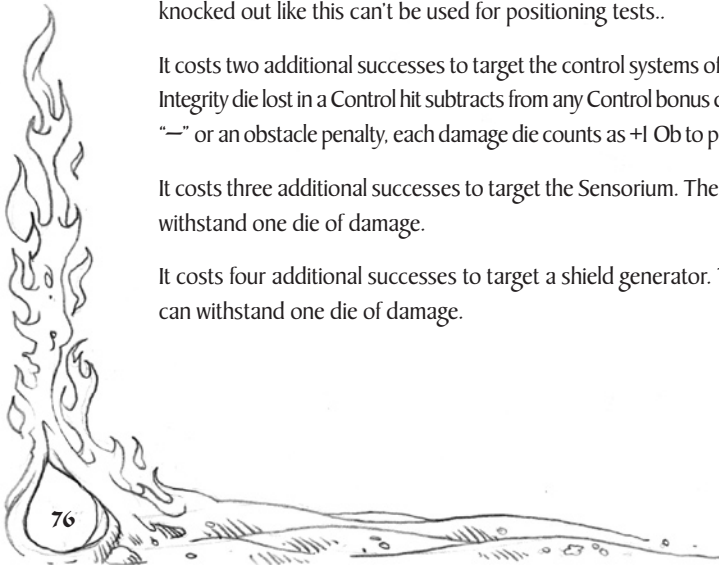 knocked out like this can't be used for positioning tests..
It costs two additional successes to target the control systems of
Integrity die lost in a Control hit subtracts from any Control bonus
“—” or an obstacle penalty, each damage die counts as +1 Ob to
It costs three additional successes to target the Sensorium. The
withstand one die of damage.
It costs four additional successes to target a shield generator.
can withstand one die of damage.
76